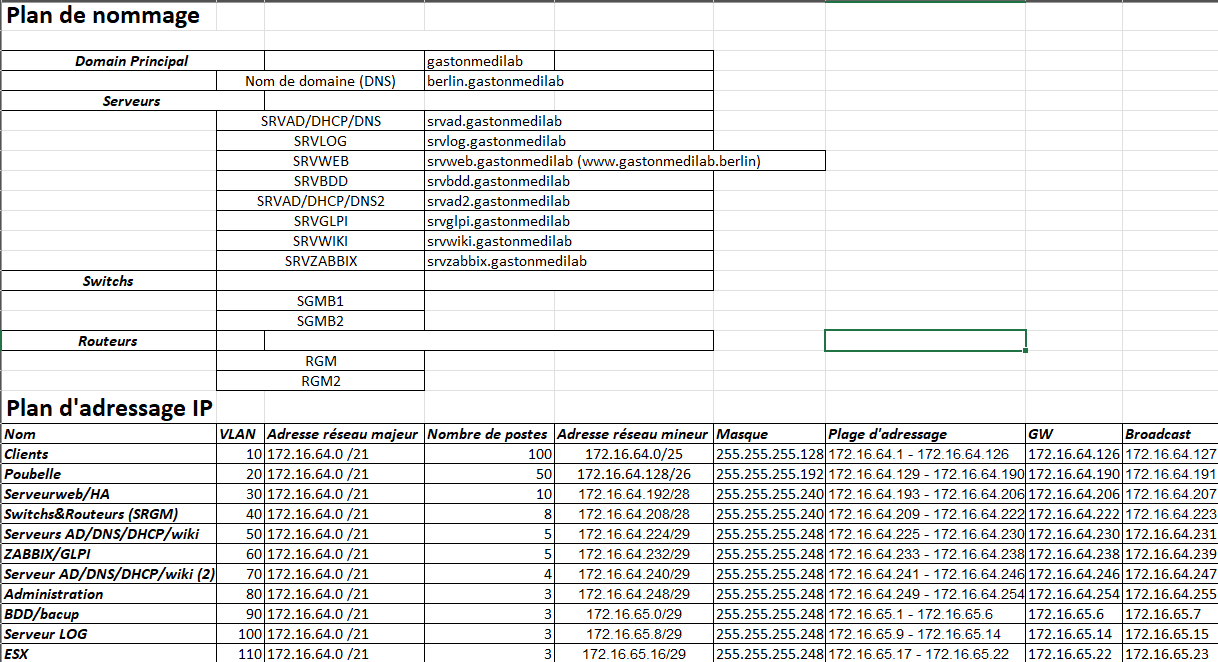 Plan de nommage
Domain Principal gastonmedilab
Nom de domaine (DNS) berlin.gastonmedilab
Serveurs
SRVAD/DHCP/DNS srvad.gastonmedilab
SRVLOG srvlog.gastonmedilab
SRVWEB srvweb.gastonmedilab (www.gastonmedilab.berlin)
SRVBDD srvbdd.gastonmedilab
SRVAD/DHCP/DNS2 srvad2.gastonmedilab
SRVGLPI srvglpi.gastonmedilab
SRVWIKI srvwiki.gastonmedilab
SRVZABBIX srvzabbix.gastonmedilab
Switchs
SGMB1
SGMB2
Routeurs
RGM
RGM2
Plan d'adressage IP
Nom VLAN Adresse réseau majeur Nombre de postes Adresse réseau mineur Masque Plage d'adressage GW Broadcast
Clients 10 172.16.64.0 /21 100 172.16.64.0/25 255.255.255.128 172.16.64.1 - 172.16.64.126 172.16.64.126 172.16.64.127
Poubelle 20 172.16.64.0 /21 50 172.16.64.128/26 255.255.255.192 172.16.64.129 - 172.16.64.190 172.16.64.190 172.16.64.191
Serveurweb/HA 30 172.16.64.0 /21 10 172.16.64.192/28 255.255.255.240 172.16.64.193 - 172.16.64.206 172.16.64.206 172.16.64.207
Switchs&Routeurs (SRGM) 40 172.16.64.0 /21 8 172.16.64.208/28 255.255.255.240 172.16.64.209 - 172.16.64.222 172.16.64.222 172.16.64.223
Serveurs AD/DNS/DHCP/wiki 50 172.16.64.0 /21 5 172.16.64.224/29 255.255.255.248 172.16.64.225 - 172.16.64.230 172.16.64.230 172.16.64.231
ZABBIX/GLPI 60 172.16.64.0 /21 5 172.16.64.232/29 255.255.255.248 172.16.64.233 - 172.16.64.238 172.16.64.238 172.16.64.239
Serveur AD/DNS/DHCP/wiki (2) 70 172.16.64.0 /21 4 172.16.64.240/29 255.255.255.248 172.16.64.241 - 172.16.64.246 172.16.64.246 172.16.64.247
Administration 80 172.16.64.0 /21 3 172.16.64.248/29 255.255.255.248 172.16.64.249 - 172.16.64.254 172.16.64.254 172.16.64.255
BDD/bacup 90 172.16.64.0 /21 3 172.16.65.0/29 255.255.255.248 172.16.65.1 - 172.16.65.6 172.16.65.6 172.16.65.7
Serveur LOG 100 172.16.64.0 /21 3 172.16.65.8/29 255.255.255.248 172.16.65.9 - 172.16.65.14 172.16.65.14 172.16.65.15
ESX 110 172.16.64.0 /21 3 172.16.65.16/29 255.255.255.248 172.16.65.17 - 172.16.65.22 172.16.65.22 172.16.65.23